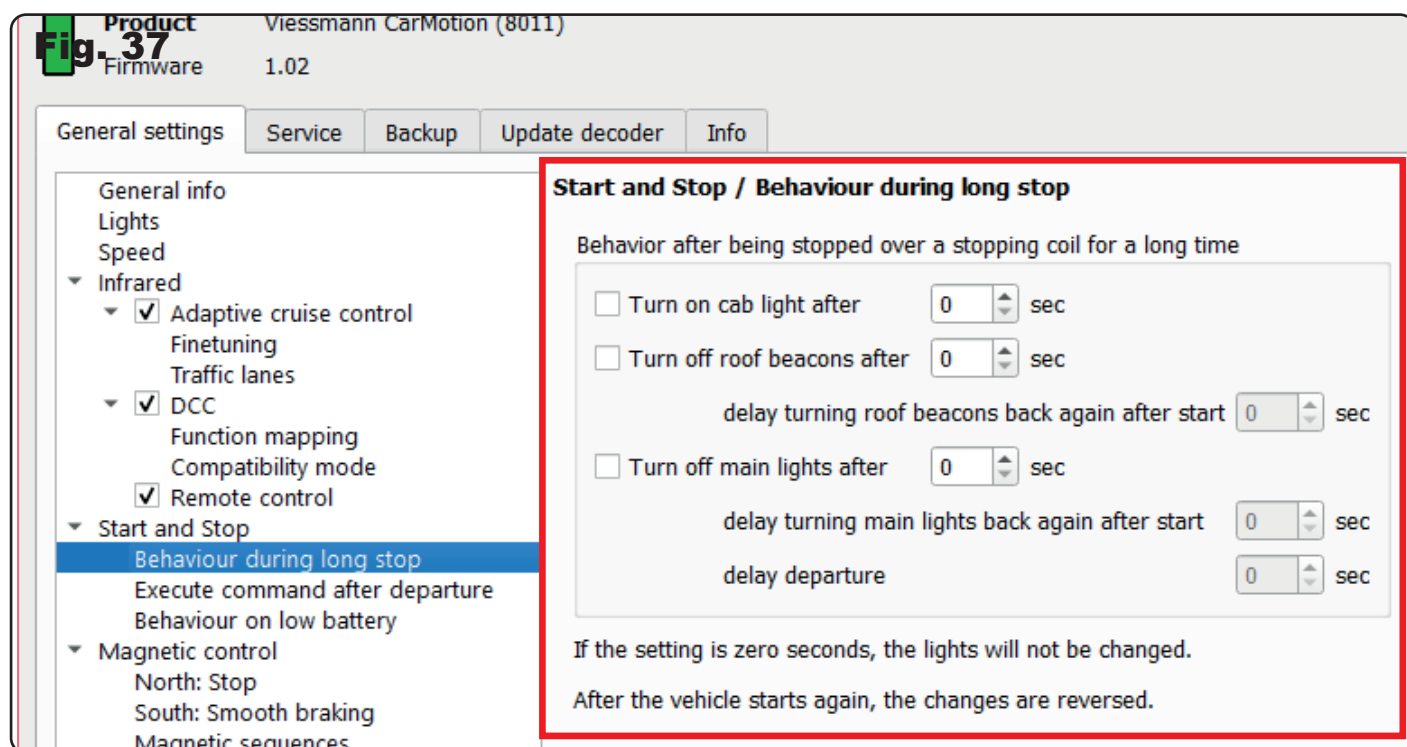 Fig. 37
Product Viessmann CarMotion (8011)
Firmware 1.02
General settings Service Backup Update decoder Info
General info
Lights
Speed
Infrared
Adaptive cruise control
Finetuning
Traffic lanes
DCC
Function mapping
Compatibility mode
Remote control
Start and Stop
Behaviour during long stop
Execute command after departure
Behaviour on low battery
Magnetic control
North: Stop
South: Smooth braking
Magnetic sequences
Start and Stop / Behaviour during long stop
Behavior after being stopped over a stopping coil for a long time
Turn on cab light after 0 sec
Turn off roof beacons after 0 sec
delay turning roof beacons back again after start 0 sec
Turn off main lights after 0 sec
delay turning main lights back again after start 0 sec
delay departure 0 sec
If the setting is zero seconds, the lights will not be changed.
After the vehicle starts again, the changes are reversed.